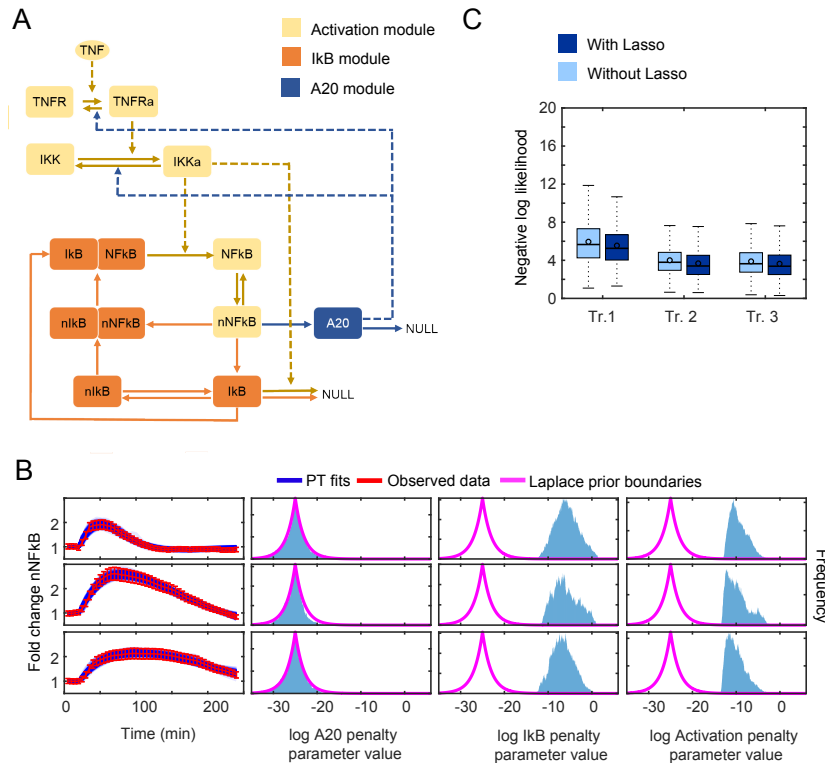 A
Activation module
IkB module
A20 module
TNF
TNFR
TNFRa
IKK
IKKa
IkB
NFkB
NFkB
nIkB
nNFkB
nNFkB
A20
NULL
nIkB
IkB
NULL
C
With Lasso
Without Lasso
Negative log likelihood
20
16
12
8
4
0
Tr.1
Tr. 2
Tr. 3
B
PT fits
Observed data
Laplace prior boundaries
Fold change nNFkB
2
1
2
1
2
1
0
100
200
Time (min)
-30
-20
-10
0
log A20 penalty
parameter value
-30
-20
-10
0
log IkB penalty
parameter value
-30
-20
-10
0
log Activation penalty
parameter value
Frequency